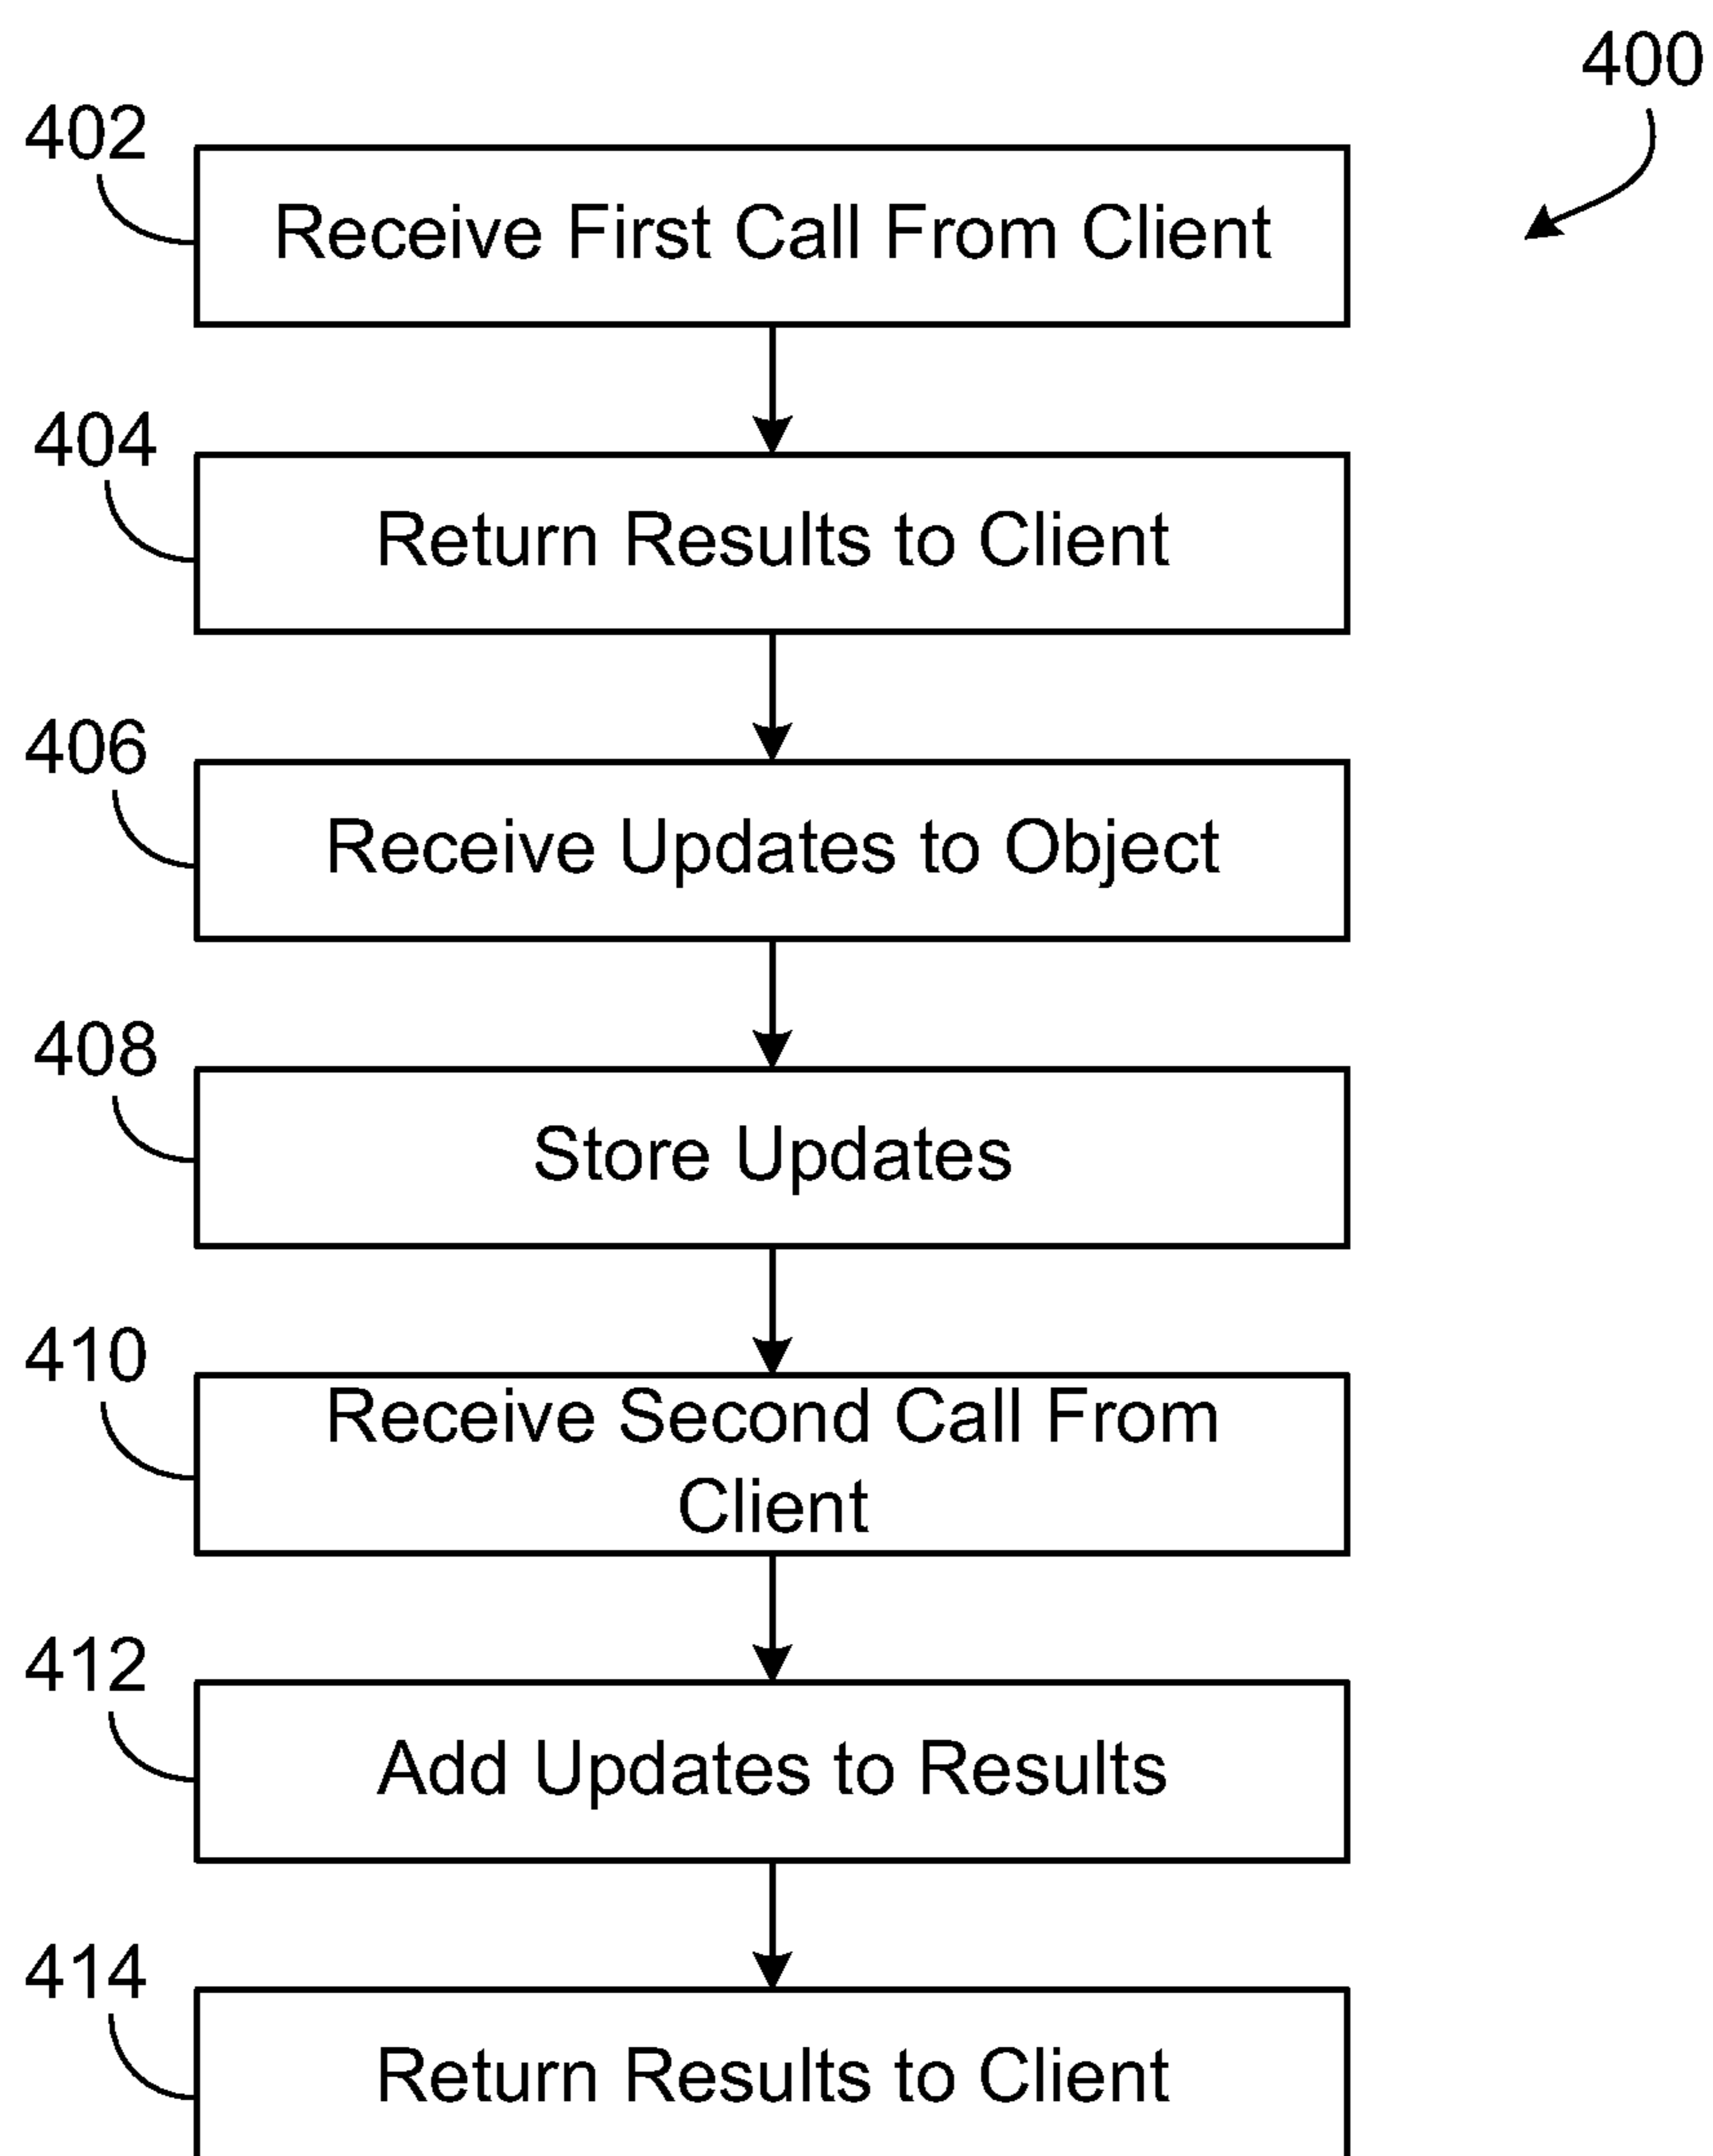 400
402
Receive First Call From Client
404
Return Results to Client
406
Receive Updates to Object
408
Store Updates
410
Receive Second Call From
Client
412
Add Updates to Results
414
Return Results to Client